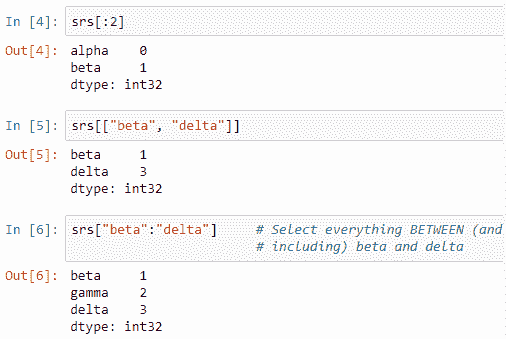 In [4]: srs[:2]
Out[4]: alpha    0
beta     1
dtype: int32
In [5]: srs[["beta", "delta"]]
Out[5]: beta     1
delta    3
dtype: int32
In [6]: srs["beta":"delta"]     # Select everything BETWEEN (and
# including) beta and delta
Out[6]: beta     1
gamma    2
delta    3
dtype: int32